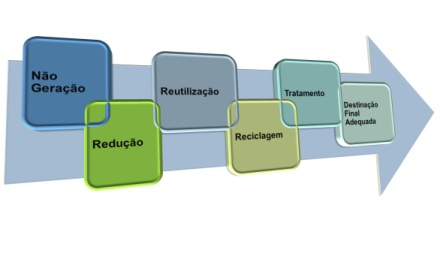 Não
Geração
Redução
Reutilização
Reciclagem
Tratamento
Destinação
Final
Adequada